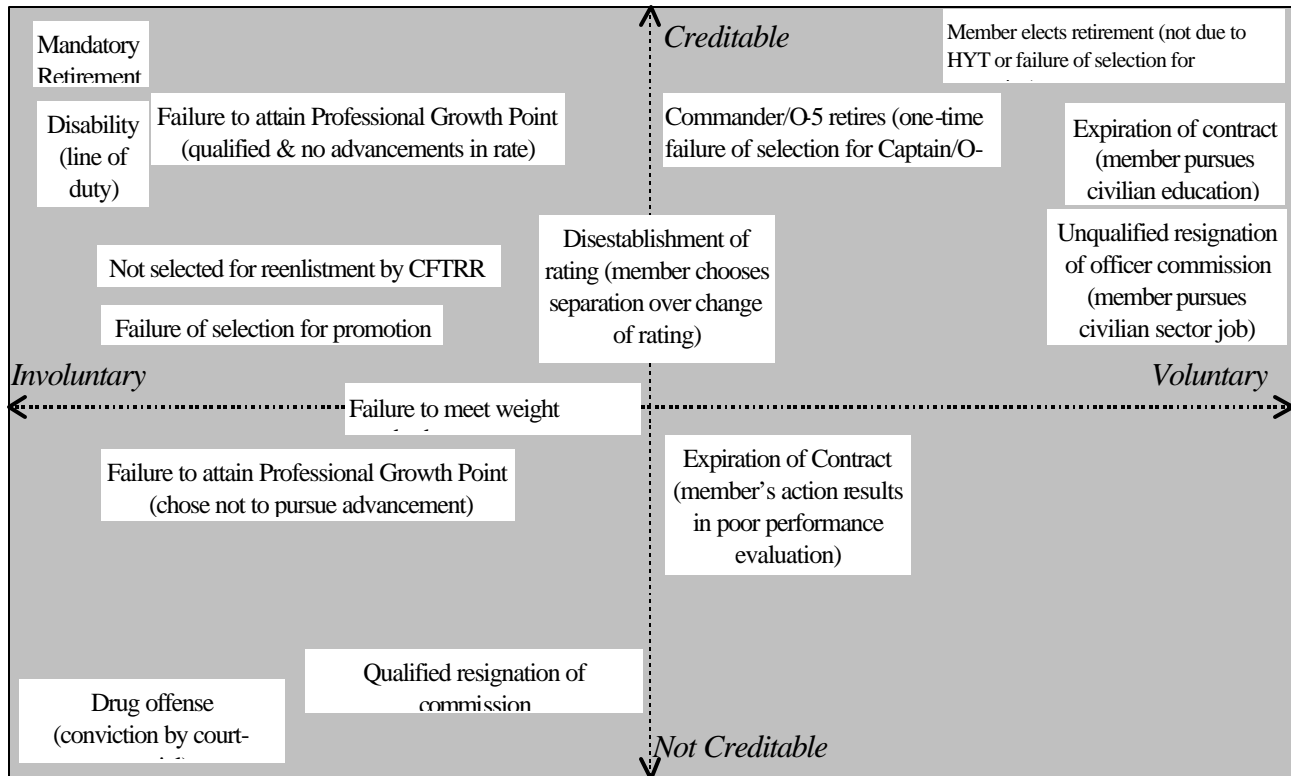 Mandatory
Retirement
Creditable
Member elects retirement (not due to
HYT or failure of selection for
Disability
(line of
duty)
Failure to attain Professional Growth Point
(qualified & no advancements in rate)
Commander/O-5 retires (one-time
failure of selection for Captain/O-
Expiration of contract
(member pursues
civilian education)
Not selected for reenlistment by CFTRR
Failure of selection for promotion
Disestablishment of
rating (member chooses
separation over change
of rating)
Unqualified resignation
of officer commission
(member pursues
civilian sector job)
Involuntary
Voluntary
Failure to meet weight
Failure to attain Professional Growth Point
(chose not to pursue advancement)
Expiration of Contract
(member’s action results
in poor performance
evaluation)
Qualified resignation of
commission
Drug offense
(conviction by court-
Not Creditable